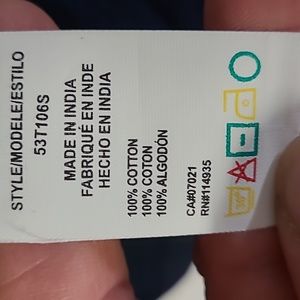 STYLE/MODELE/ESTILO
53T106S
MADE IN INDIA
FABRIQUÉ EN INDE
HECHO EN INDIA
100% COTTON
100% COTON
100% ALGODÓN
CA#07021
RN#114935